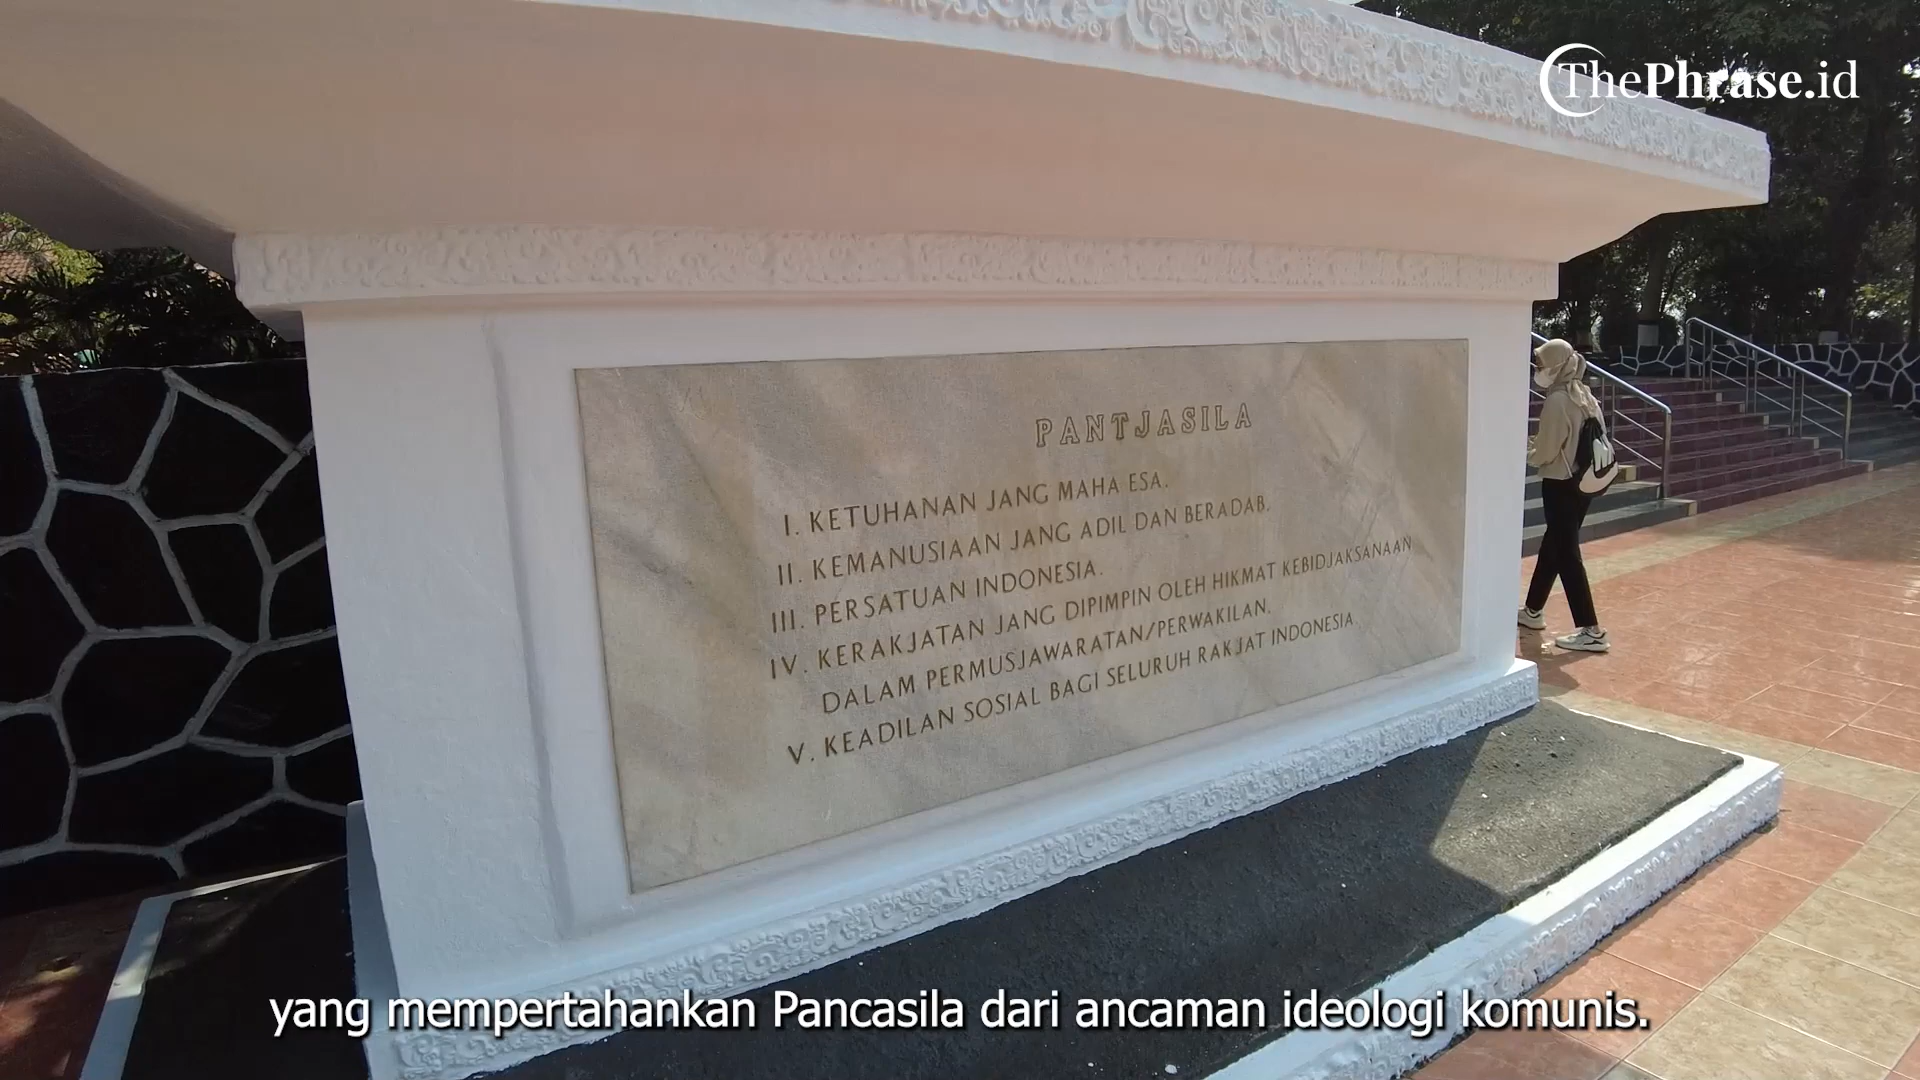 ThePhrase.id
PANTJASILA
I. KETUHANAN JANG MAHA ESA.
II. KEMANUSIAAN JANG ADIL DAN BERADAB.
III. PERSATUAN INDONESIA.
IV. KERAKJATAN JANG DIPIMPIN OLEH HIKMAT KEBIDJAKSANAAN
DALAM PERMUSJAWARATAN/PERWAKILAN.
V. KEADILAN SOSIAL BAGI SELURUH RAKJAT INDONESIA.
yang mempertahankan Pancasila dari ancaman ideologi komunis.